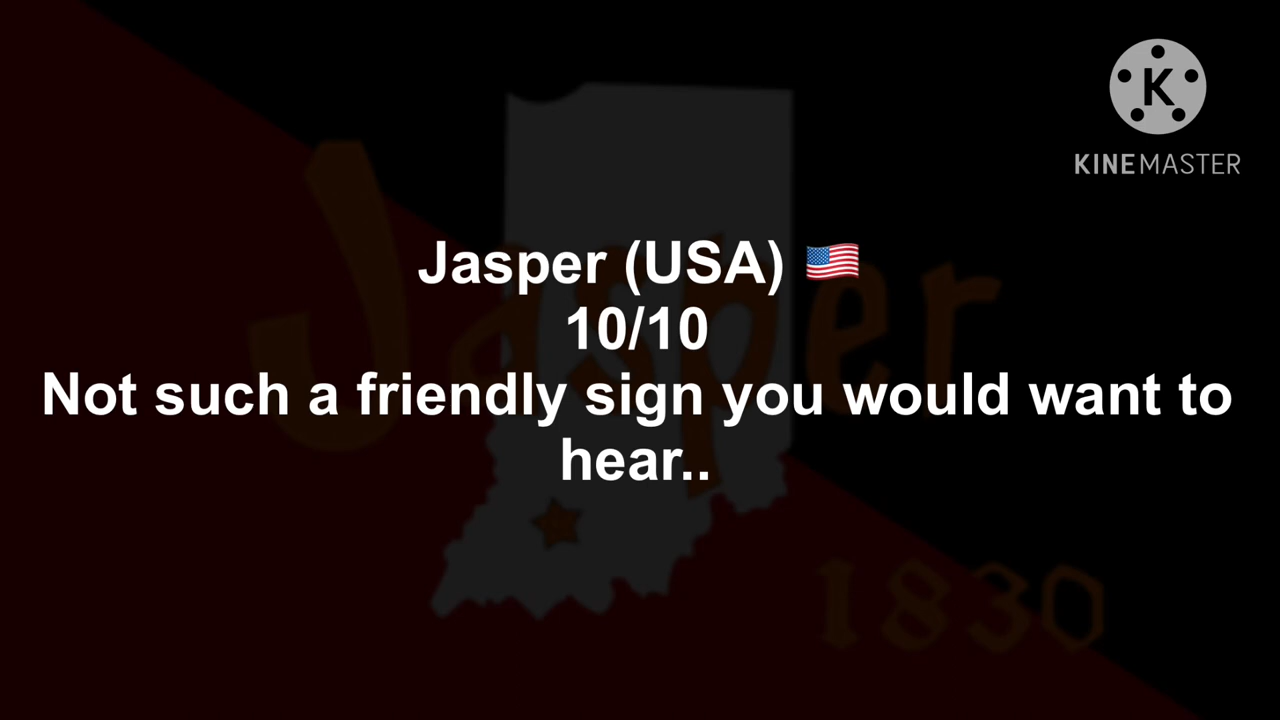 K
KINEMASTER
Jasper (USA) 🇺🇸
10/10
Not such a friendly sign you would want to
hear..
Jasper
1830